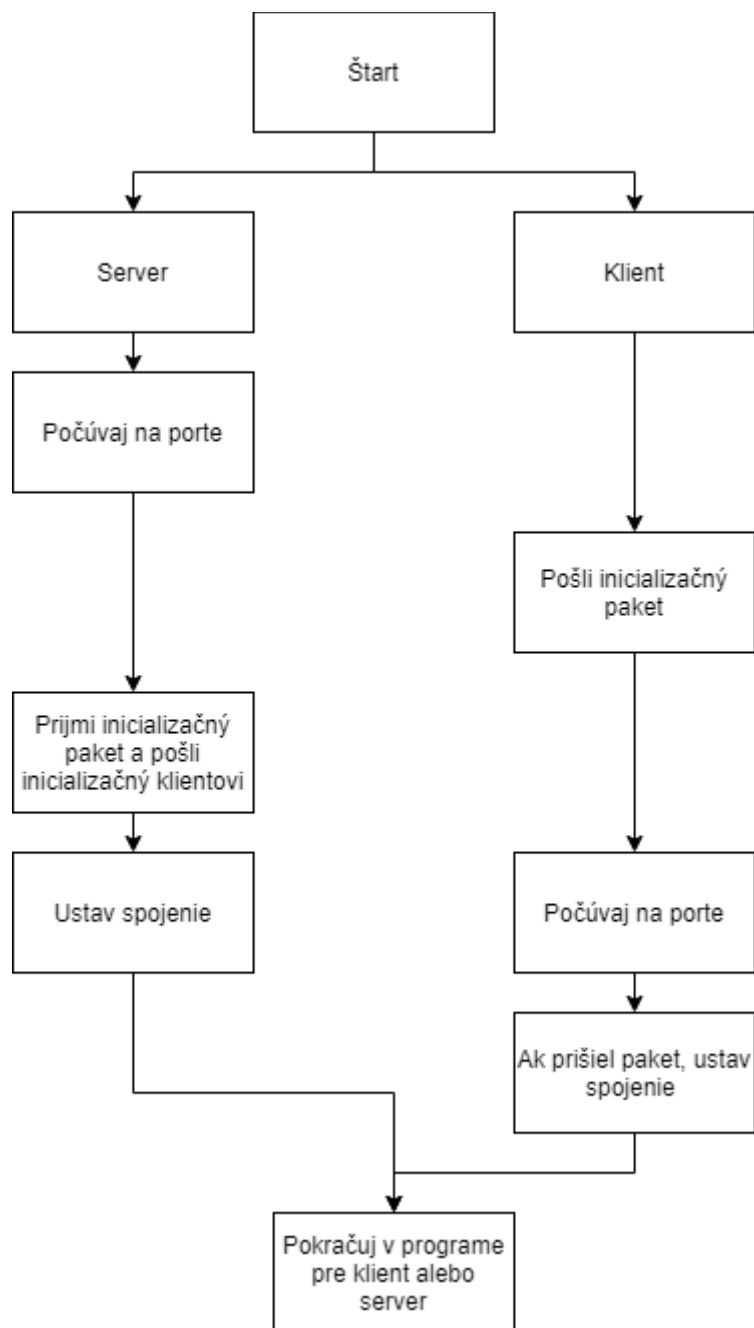 Štart
Server
Klient
Počúvaj na porte
Pošli inicializačný
paket
Prijmi inicializačný
paket a pošli
inicializačný klientovi
Ustav spojenie
Počúvaj na porte
Ak prišiel paket, ustav
spojenie
Pokračuj v programe
pre klient alebo
server